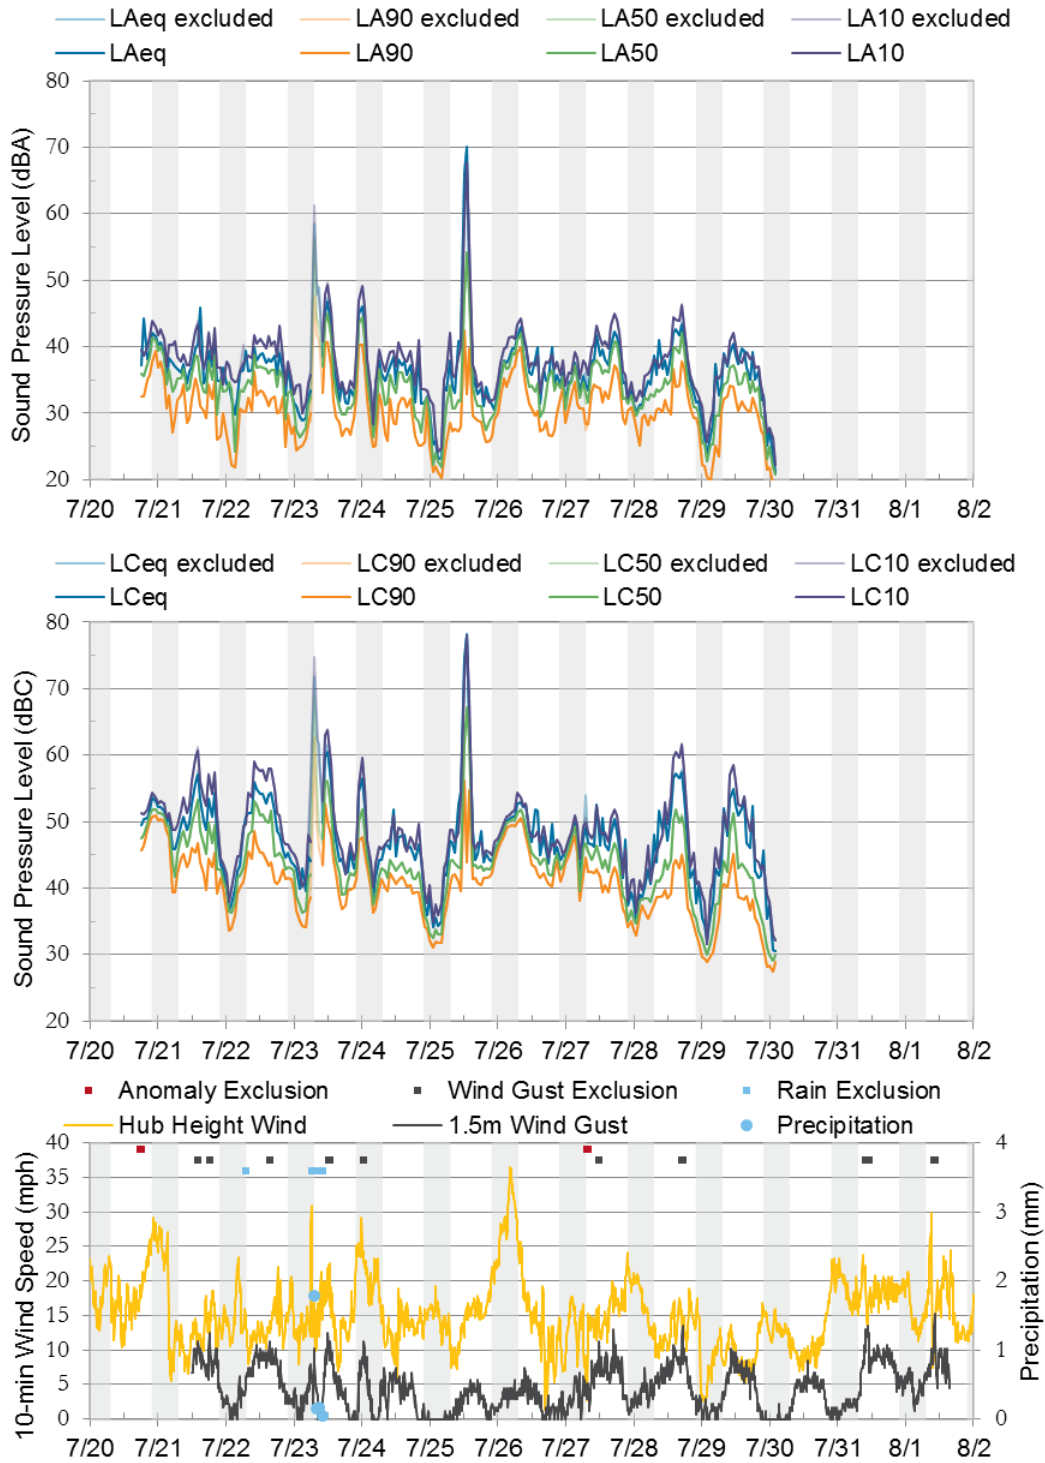 LAeq excluded LA90 excluded LA50 excluded LA10 excluded
LAeq LA90 LA50 LA10
Sound Pressure Level (dBA)
80
70
60
50
40
30
20
7/20 7/21 7/22 7/23 7/24 7/25 7/26 7/27 7/28 7/29 7/30 7/31 8/1 8/2
LCeq excluded LC90 excluded LC50 excluded LC10 excluded
LCeq LC90 LC50 LC10
Sound Pressure Level (dBC)
80
70
60
50
40
30
20
7/20 7/21 7/22 7/23 7/24 7/25 7/26 7/27 7/28 7/29 7/30 7/31 8/1 8/2
Anomaly Exclusion Wind Gust Exclusion Rain Exclusion
Hub Height Wind 1.5m Wind Gust Precipitation
10-min Wind Speed (mph)
40 4
35
30 3
25
20 2
15
10 1
5
0 0
Precipitation (mm)
7/20 7/21 7/22 7/23 7/24 7/25 7/26 7/27 7/28 7/29 7/30 7/31 8/1 8/2